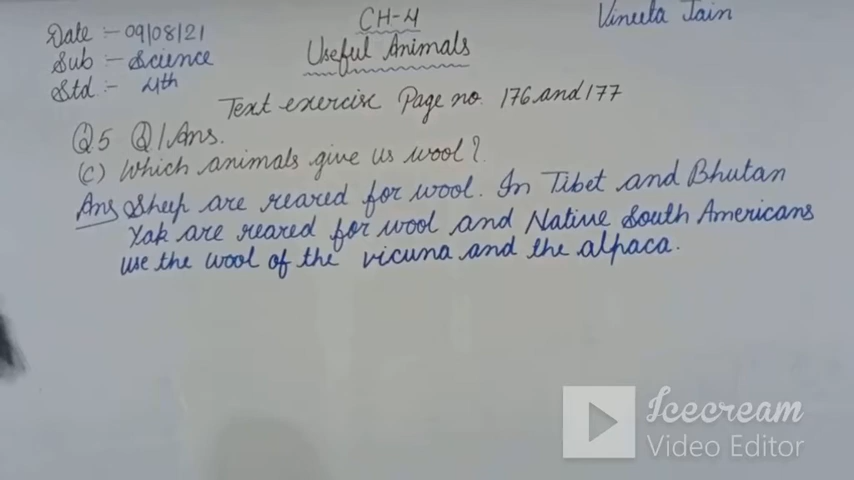 Date :- 09/08/21
Sub :- Science
Std :- 4th
CH-4
Useful Animals
Vineeta Jain
Text exercise Page no. 176 and 177
Q5 Q/Ans.
(c) Which animals give us wool?
Ans Sheep are reared for wool. In Tibet and Bhutan
Yak are reared for wool and Native South Americans
use the wool of the vicuna and the alpaca.
Icecream
Video Editor